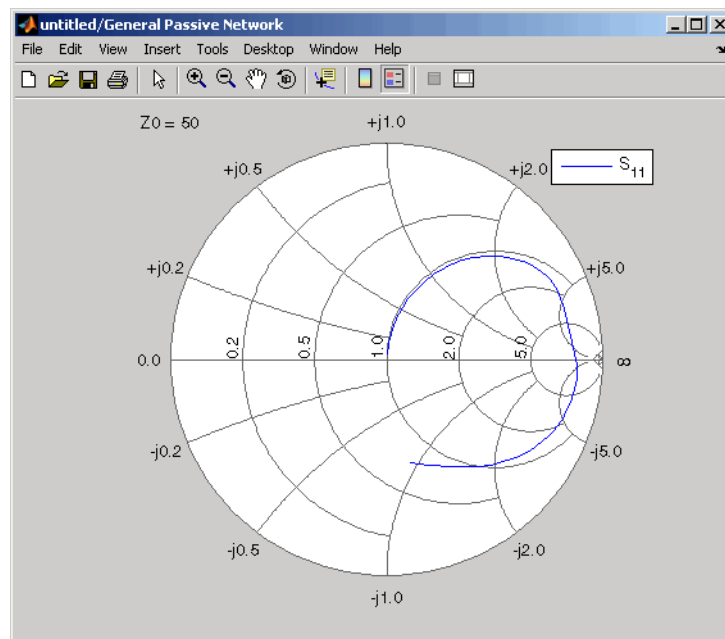 untitled/General Passive Network
File Edit View Insert Tools Desktop Window Help
Z0 = 50
+j1.0
+j0.5
+j2.0
S11
+j0.2
+j5.0
0.0
0.2
0.5
1.0
2.0
5.0
∞
-j0.2
-j5.0
-j0.5
-j2.0
-j1.0